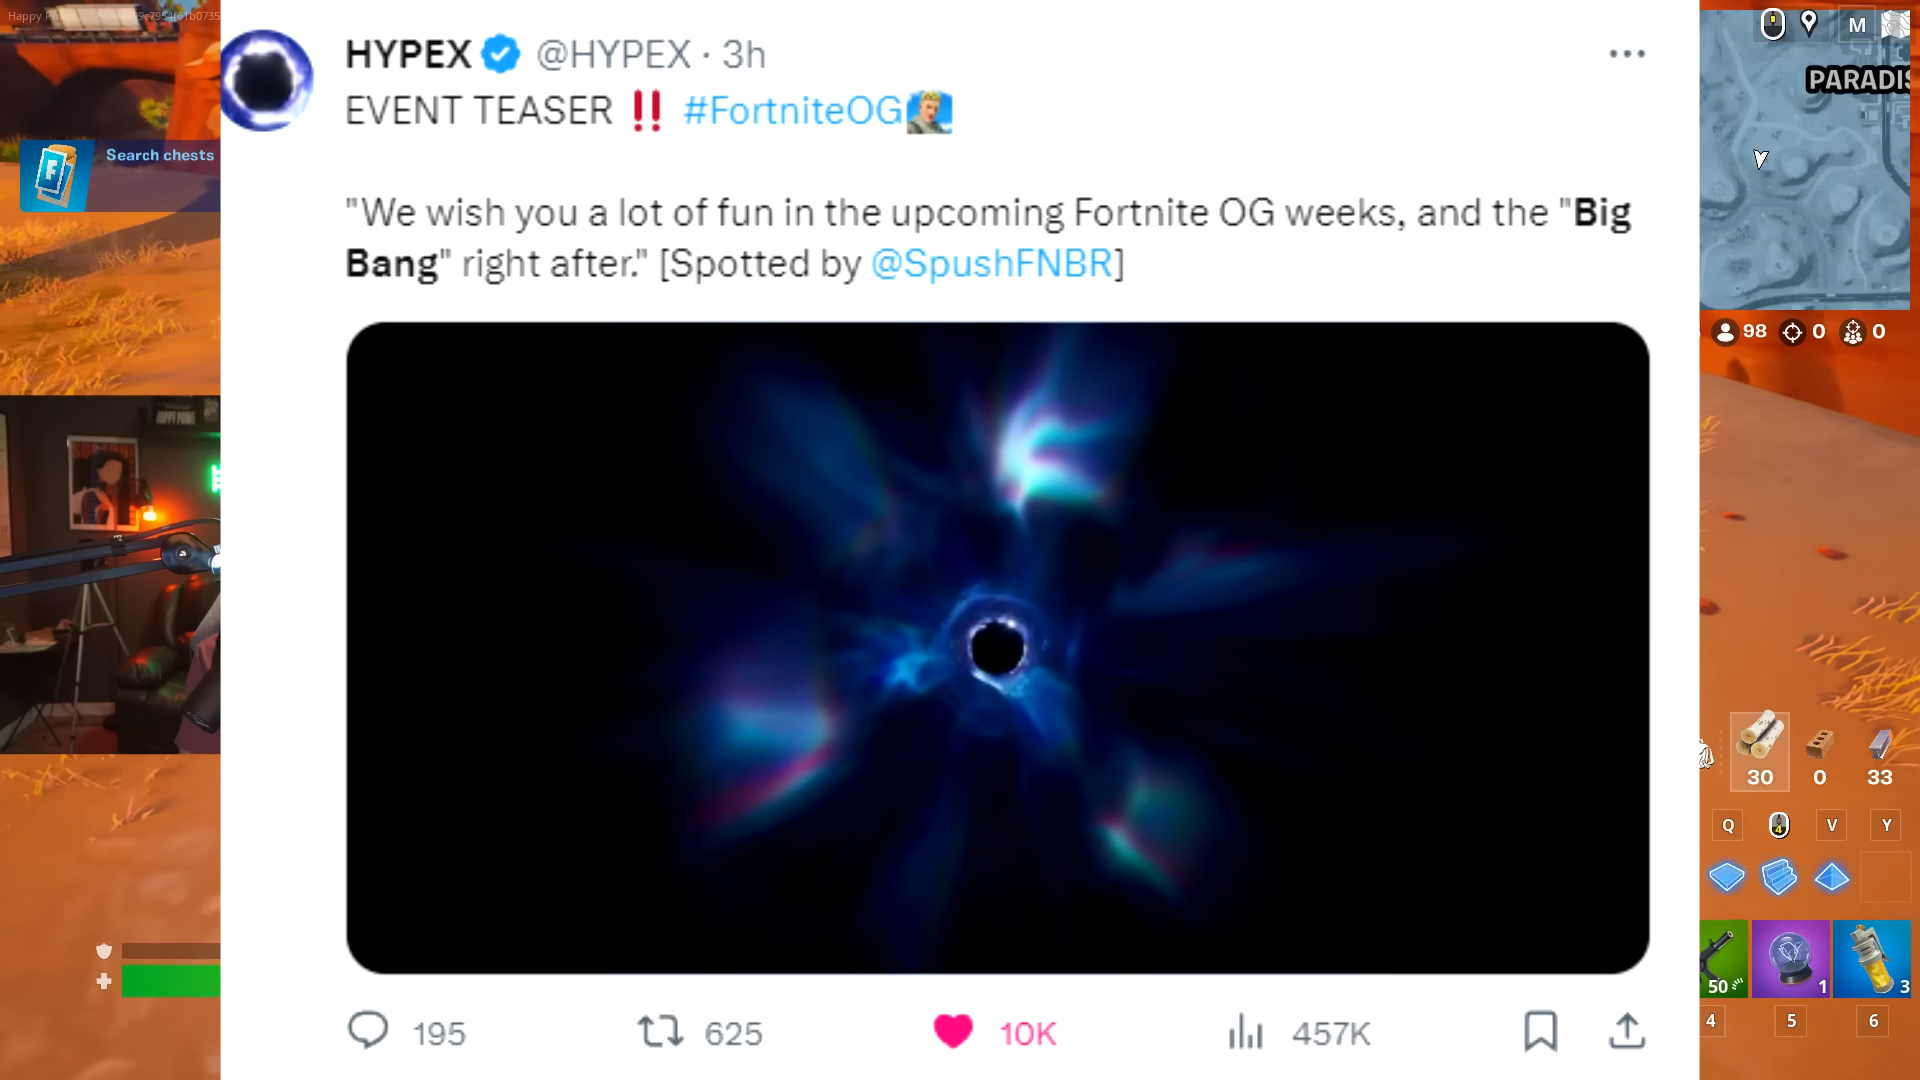 HYPEX @HYPEX · 3h
EVENT TEASER ‼️ #FortniteOG
"We wish you a lot of fun in the upcoming Fortnite OG weeks, and the "Big
Bang" right after." [Spotted by @SpushFNBR]
195 625 10K 457K
Search chests
M
PARADIS
98 0 0
30 0 33
Q 4 V Y
50 1 3
4 5 6